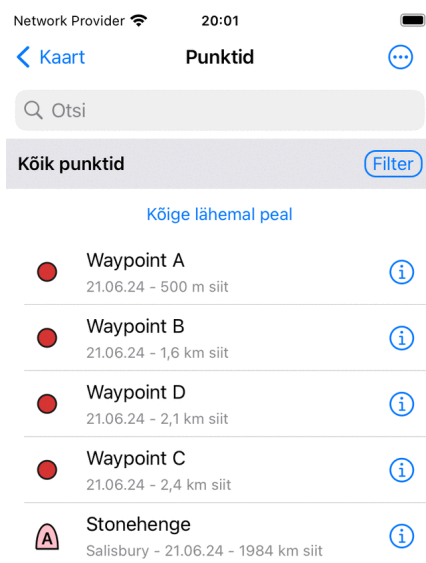 Network Provider 20:01
Kaart Punktid
Otsi
Kõik punktid Filter
Kõige lähemal peal
Waypoint A
21.06.24 - 500 m siit
Waypoint B
21.06.24 - 1,6 km siit
Waypoint D
21.06.24 - 2,1 km siit
Waypoint C
21.06.24 - 2,4 km siit
A Stonehenge
Salisbury - 21.06.24 - 1984 km siit